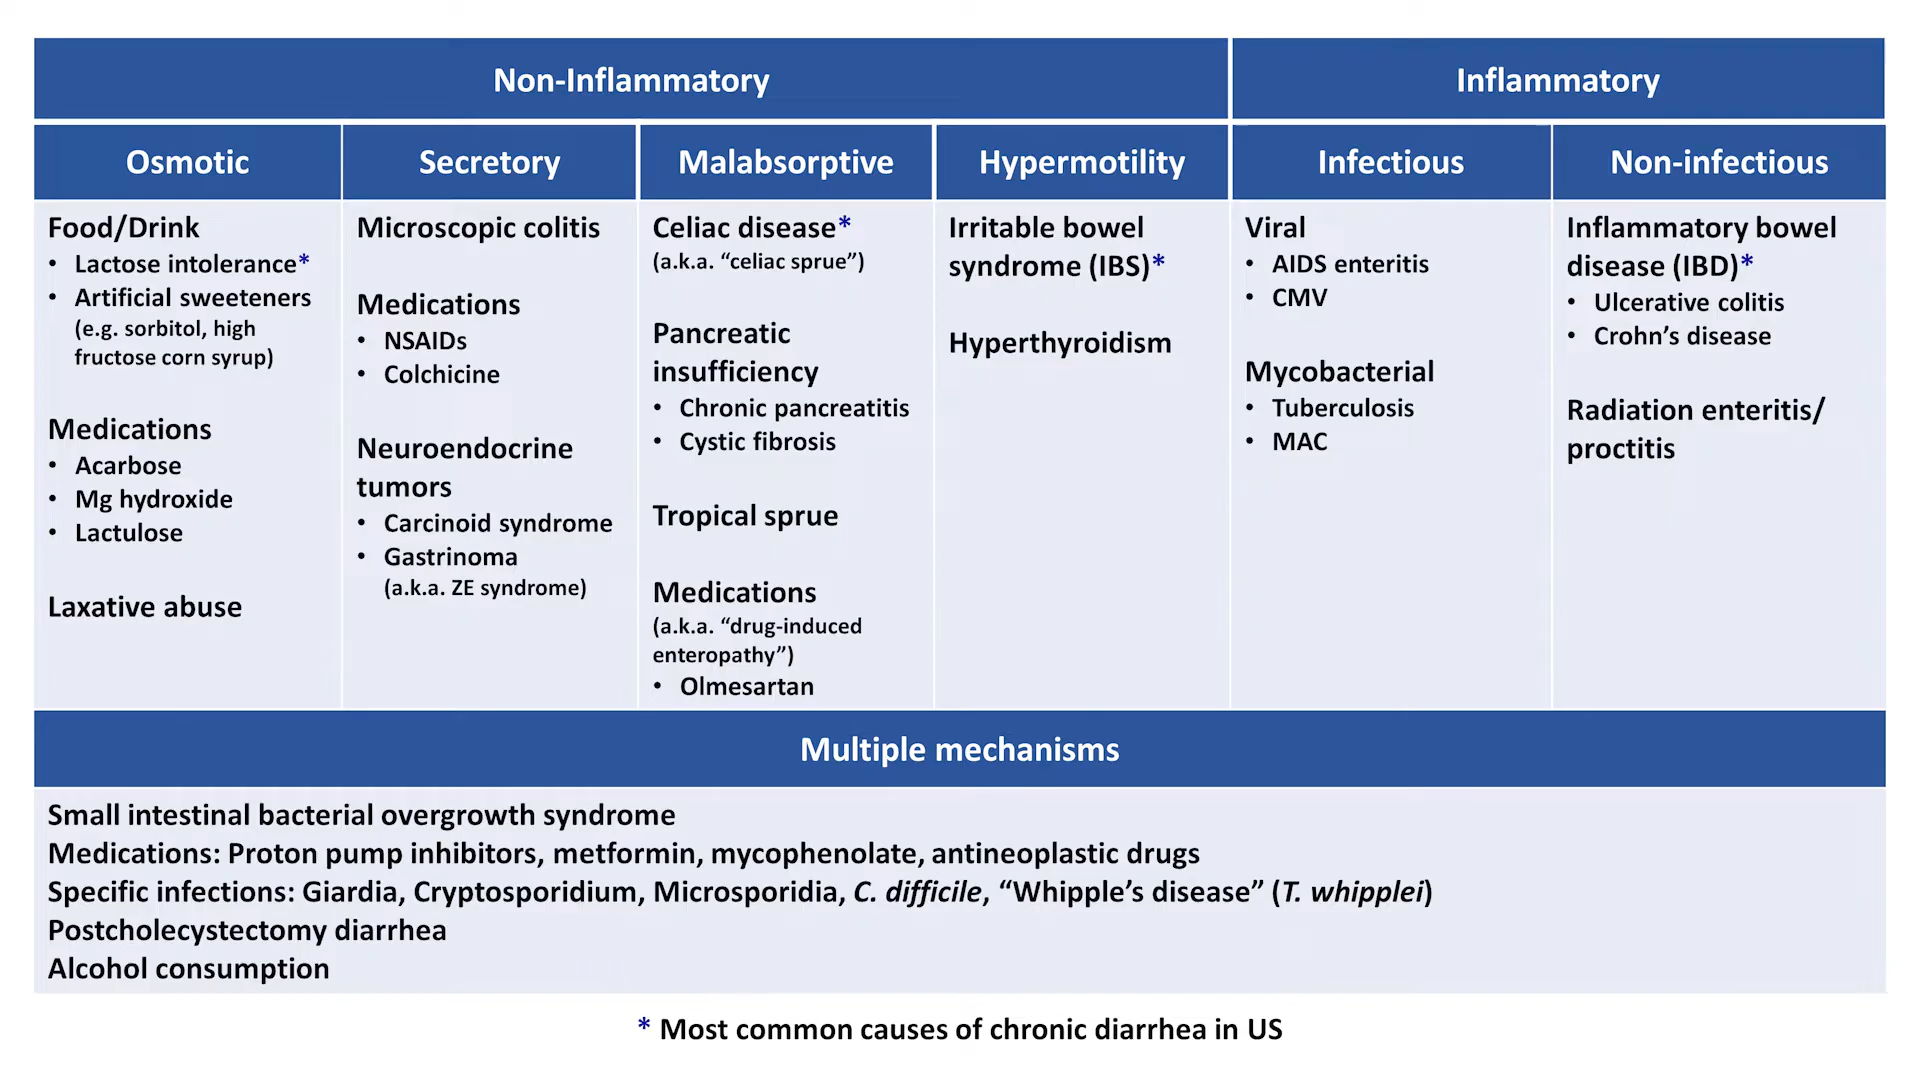 Non-Inflammatory
Inflammatory
Osmotic
Secretory
Malabsorptive
Hypermotility
Infectious
Non-infectious
Food/Drink
• Lactose intolerance*
• Artificial sweeteners
(e.g. sorbitol, high
fructose corn syrup)
Medications
• Acarbose
• Mg hydroxide
• Lactulose
Laxative abuse
Microscopic colitis
Medications
• NSAIDs
• Colchicine
Neuroendocrine
tumors
• Carcinoid syndrome
• Gastrinoma
(a.k.a. ZE syndrome)
Celiac disease*
(a.k.a. “celiac sprue”)
Pancreatic
insufficiency
• Chronic pancreatitis
• Cystic fibrosis
Tropical sprue
Medications
(a.k.a. “drug-induced
enteropathy”)
• Olmesartan
Irritable bowel
syndrome (IBS)*
Hyperthyroidism
Viral
• AIDS enteritis
• CMV
Mycobacterial
• Tuberculosis
• MAC
Inflammatory bowel
disease (IBD)*
• Ulcerative colitis
• Crohn’s disease
Radiation enteritis/
proctitis
Multiple mechanisms
Small intestinal bacterial overgrowth syndrome
Medications: Proton pump inhibitors, metformin, mycophenolate, antineoplastic drugs
Specific infections: Giardia, Cryptosporidium, Microsporidia, C. difficile, “Whipple’s disease” (T. whipplei)
Postcholecystectomy diarrhea
Alcohol consumption
* Most common causes of chronic diarrhea in US